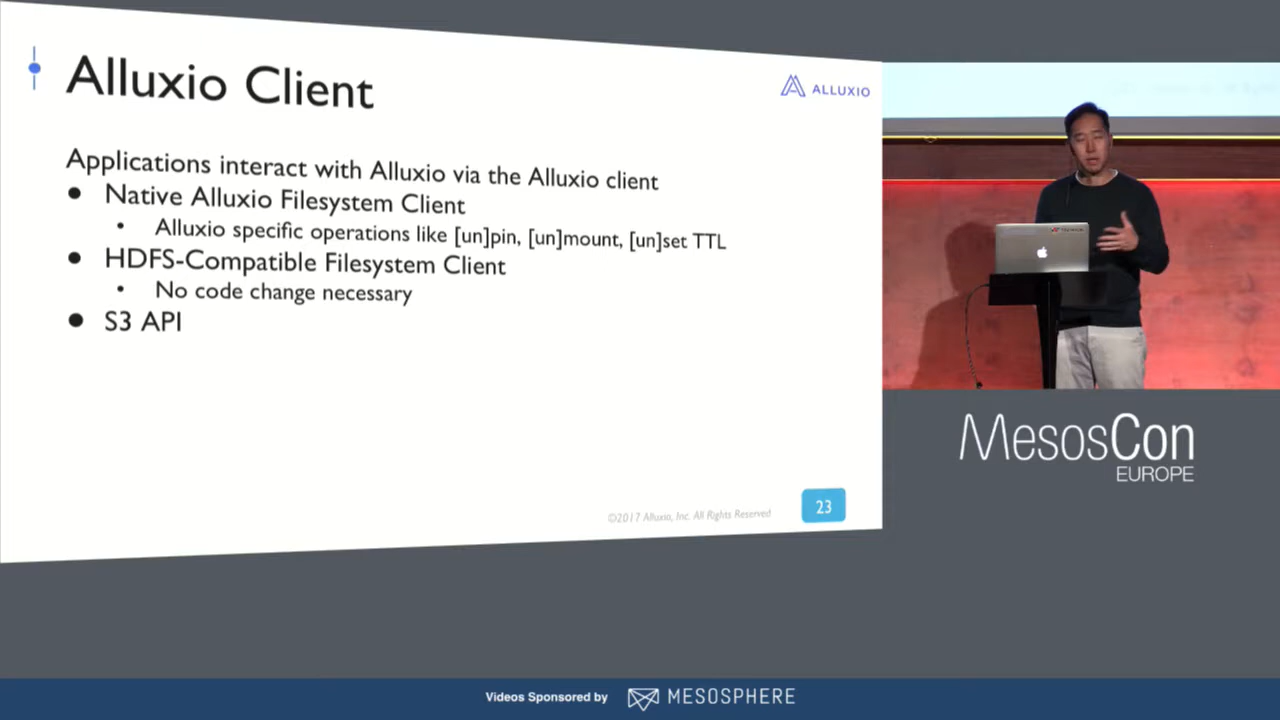 Alluxio Client
ALLUXIO
Applications interact with Alluxio via the Alluxio client
• Native Alluxio Filesystem Client
• Alluxio specific operations like [un]pin, [un]mount, [un]set TTL
• HDFS-Compatible Filesystem Client
• No code change necessary
• S3 API
©2017 Alluxio, Inc. All Rights Reserved
23
MesosCon
EUROPE
Videos Sponsored by
MESOSPHERE